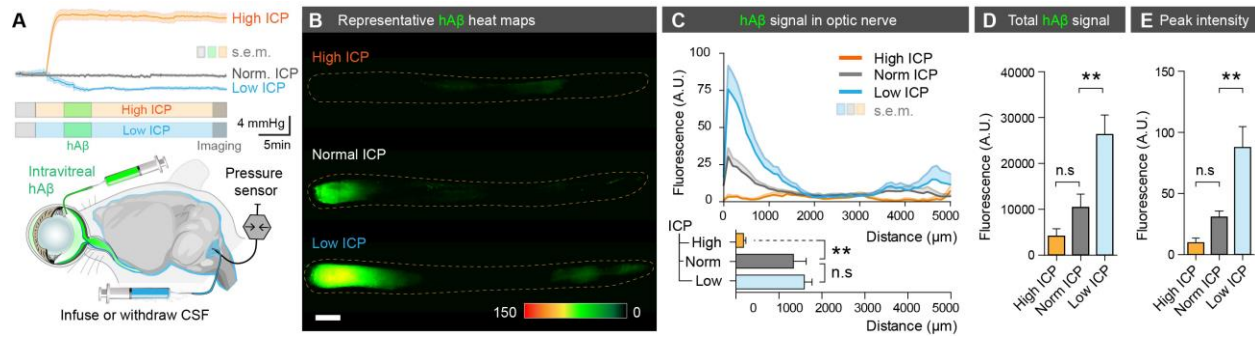 A
High ICP
s.e.m.
Norm. ICP
Low ICP
High ICP
Low ICP
4 mmHg
5min
hAβ
Imaging
Intravitreal
hAβ
Pressure
sensor
Infuse or withdraw CSF
B Representative hAβ heat maps
High ICP
Normal ICP
Low ICP
150 0
C hAβ signal in optic nerve
Fluorescence (A.U.)
100
75
50
25
0
High ICP
Norm ICP
Low ICP
s.e.m.
0 1000 2000 3000 4000 5000
Distance (µm)
ICP
High
Norm
Low
**
n.s
0 1000 2000 3000 4000 5000
Distance (µm)
D Total hAβ signal
Fluorescence (A.U.)
40000
30000
20000
10000
0
**
n.s
High ICP
Norm ICP
Low ICP
E Peak intensity
Fluorescence (A.U.)
150
100
50
0
**
n.s
High ICP
Norm ICP
Low ICP